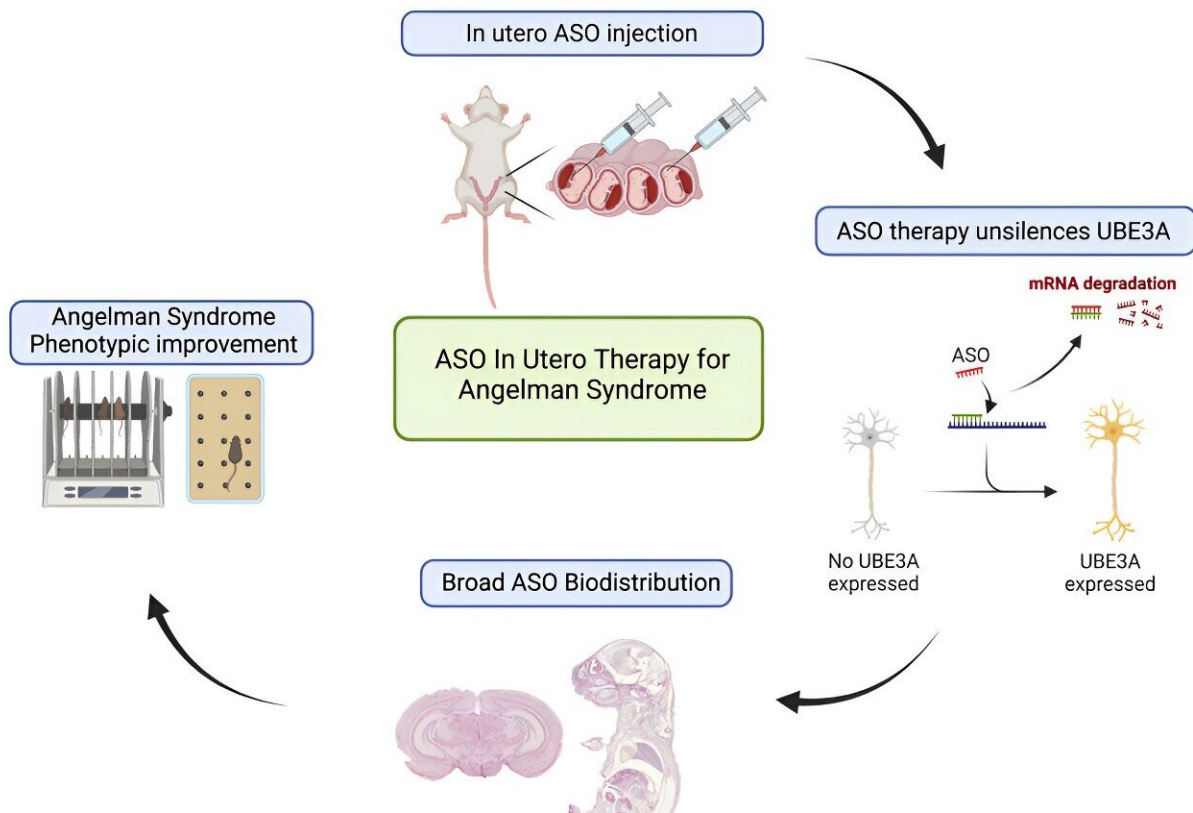 In utero ASO injection
ASO therapy unsilences UBE3A
mRNA degradation
ASO
No UBE3A
expressed
UBE3A
expressed
Broad ASO Biodistribution
Angelman Syndrome
Phenotypic improvement
ASO In Utero Therapy for
Angelman Syndrome